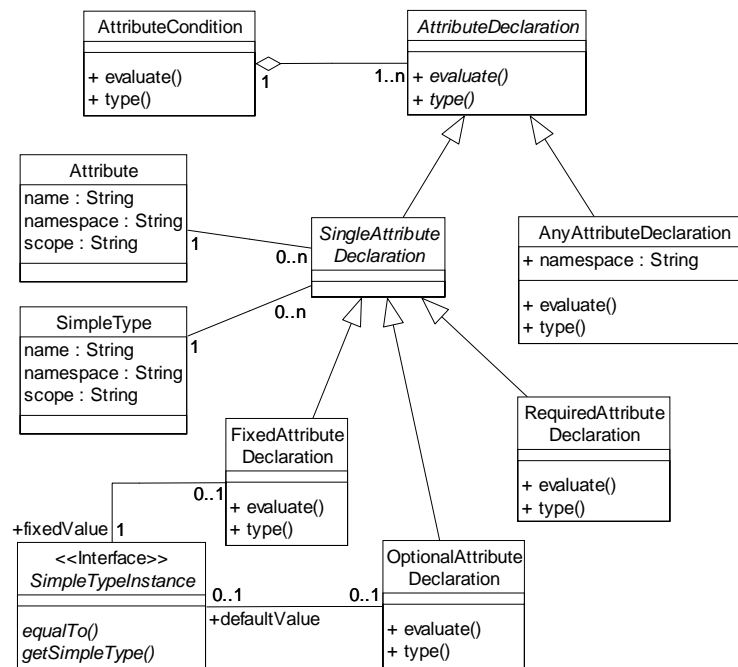 AttributeCondition
+ evaluate()
+ type()
1
1..n
AttributeDeclaration
+ evaluate()
+ type()
Attribute
name : String
namespace : String
scope : String
1
0..n
SingleAttribute
Declaration
AnyAttributeDeclaration
+ namespace : String
+ evaluate()
+ type()
SimpleType
name : String
namespace : String
scope : String
1
0..n
FixedAttribute
Declaration
+ evaluate()
+ type()
RequiredAttribute
Declaration
+ evaluate()
+ type()
0..1
+fixedValue
1
<<Interface>>
SimpleTypeInstance
equalTo()
getSimpleType()
0..1
+defaultValue
0..1
OptionalAttribute
Declaration
+ evaluate()
+ type()